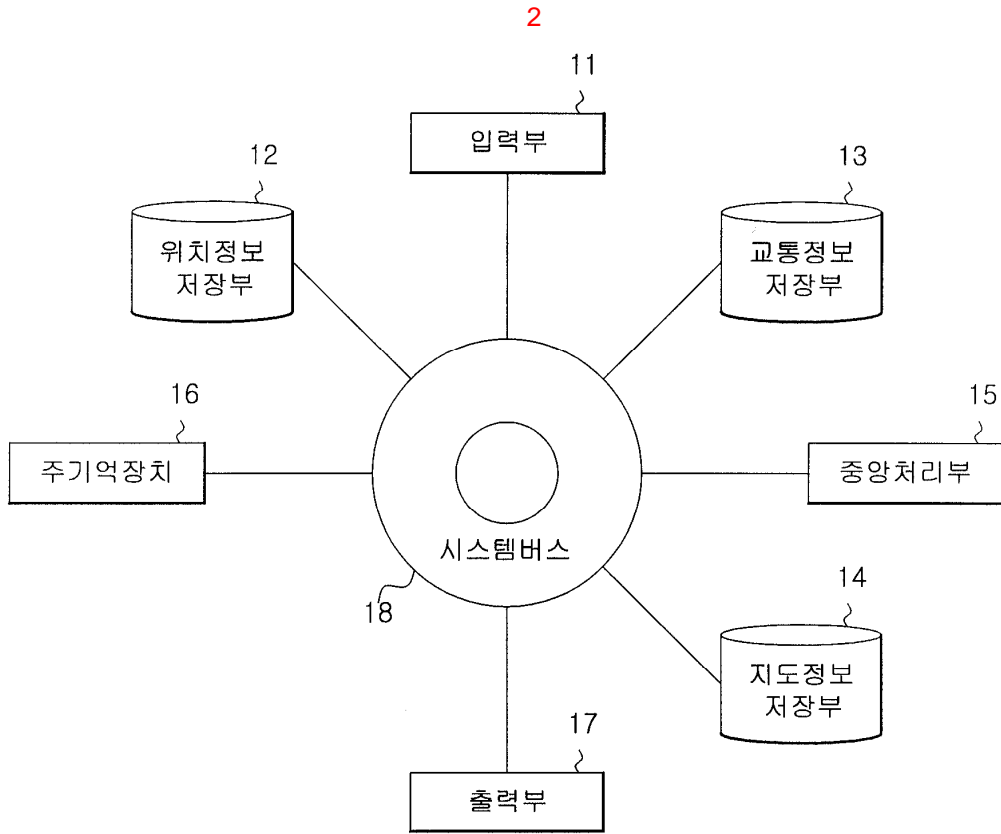 2
11
입력부
12
위치정보
저장부
13
교통정보
저장부
16
주기억장치
15
중앙처리부
시스템버스
18
14
지도정보
저장부
17
출력부